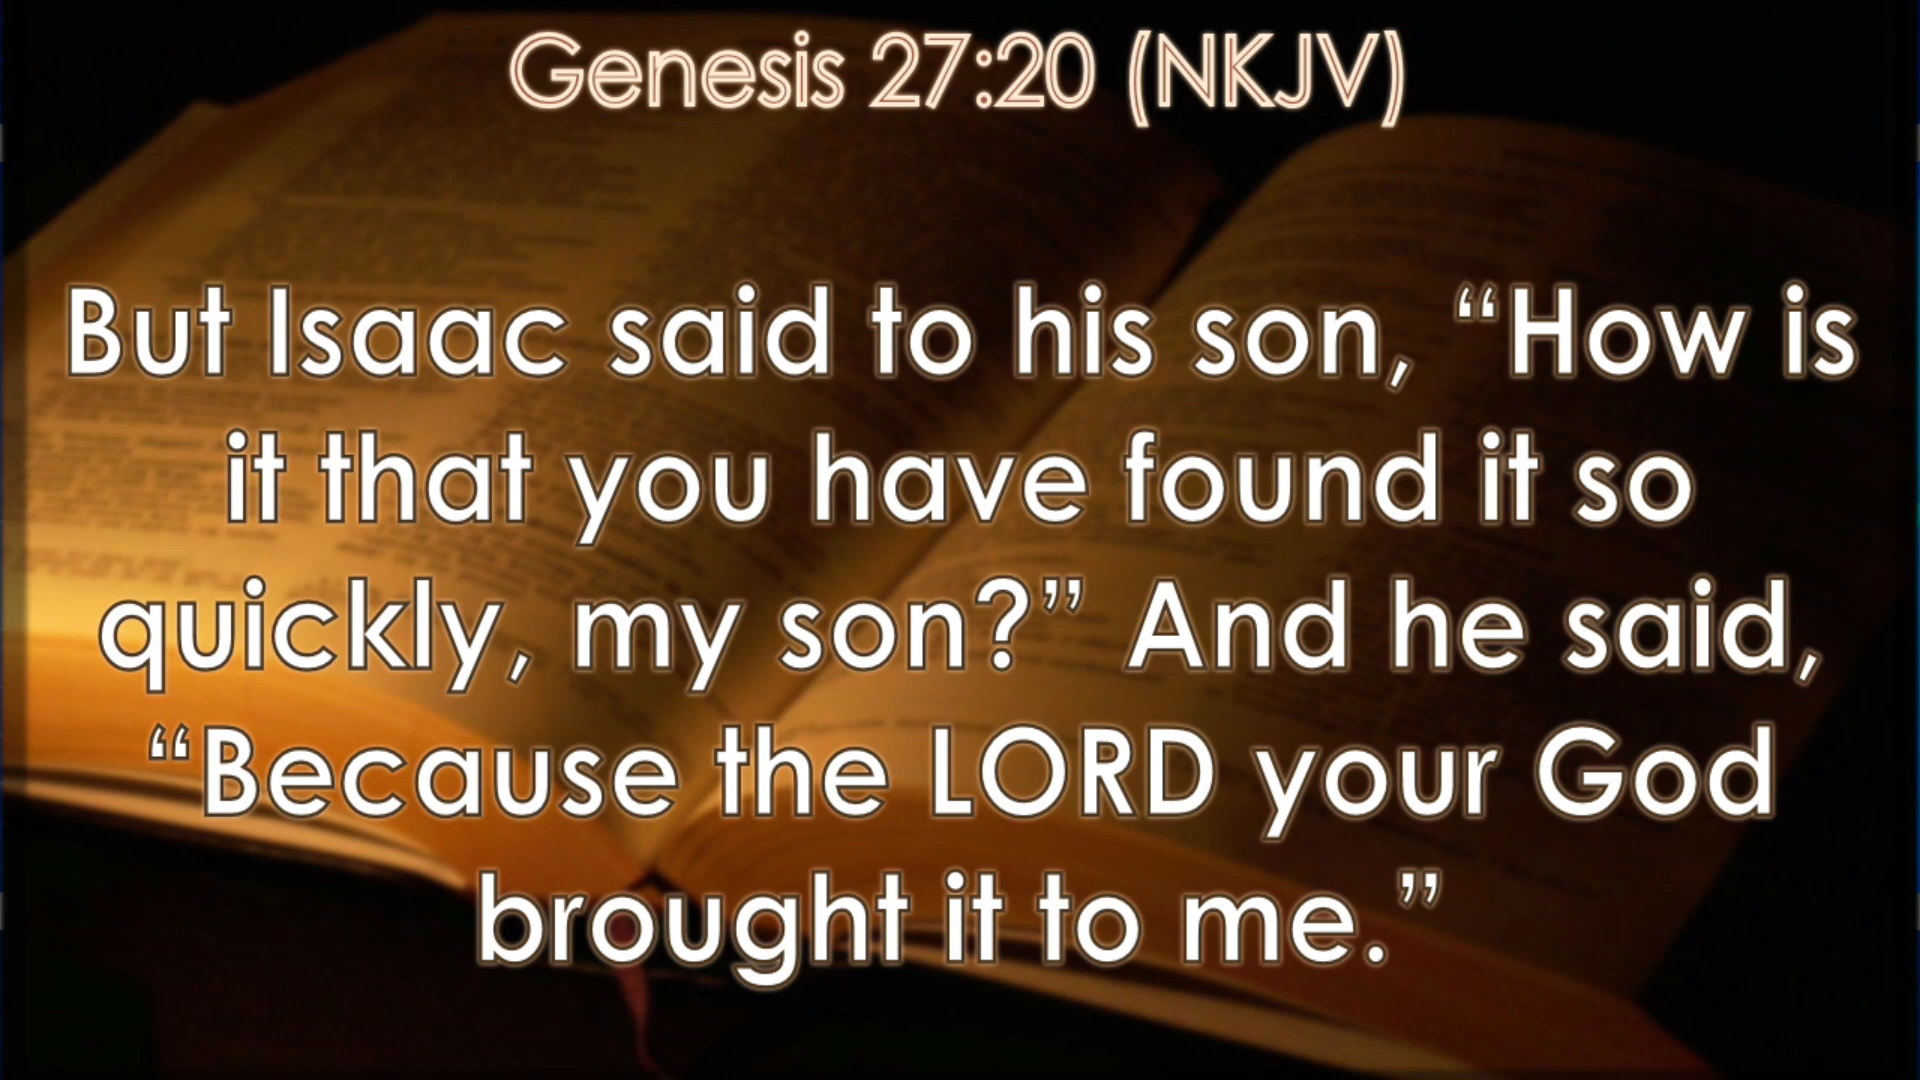 Genesis 27:20 (NKJV)
But Isaac said to his son, “How is
it that you have found it so
quickly, my son?” And he said,
“Because the LORD your God
brought it to me.”